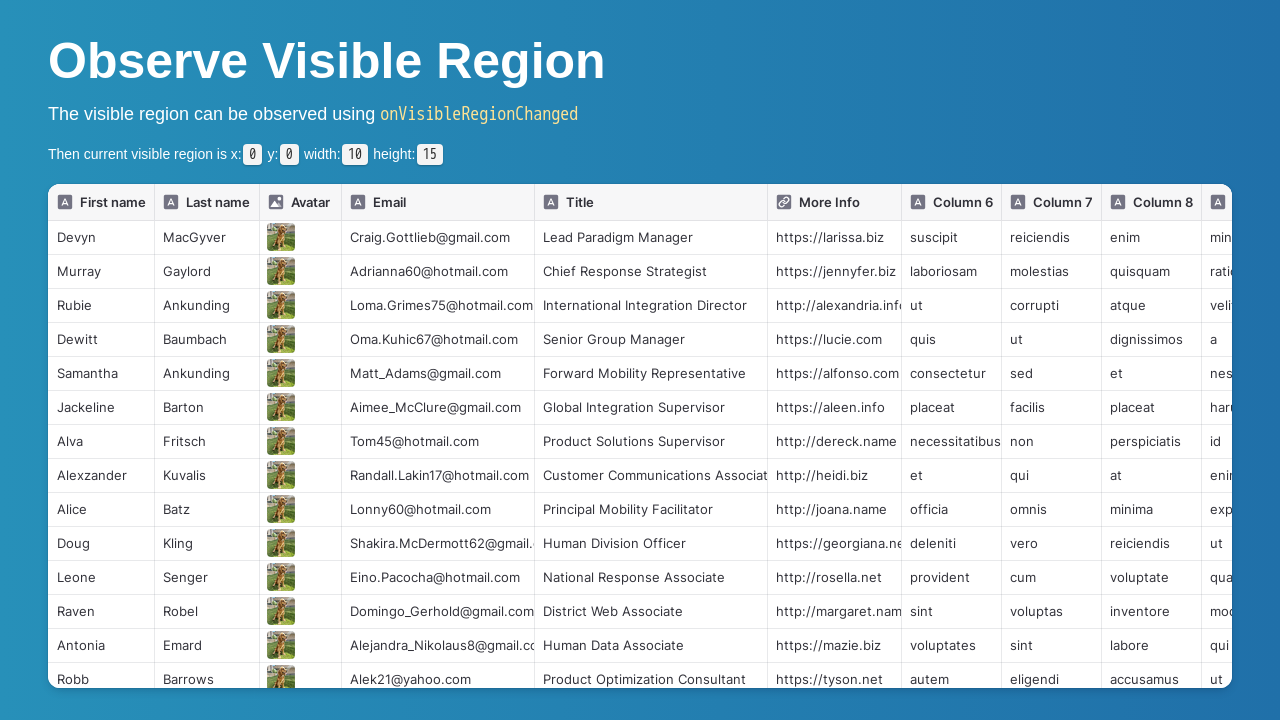 Observe Visible Region
The visible region can be observed using onVisibleRegionChanged
Then current visible region is x: 0 y: 0 width: 10 height: 15
First name Last name Avatar Email Title More Info Column 6 Column 7 Column 8
Devyn MacGyver Craig.Gottlieb@gmail.com Lead Paradigm Manager https://larissa.biz suscipit reiciendis enim min
Murray Gaylord Adrianna60@hotmail.com Chief Response Strategist https://jennyfer.biz laboriosam molestias quisquam
Rubie Ankunding Loma.Grimes75@hotmail.com International Integration Director http://alexandria.info ut corrupti atque
Dewitt Baumbach Oma.Kuhic67@hotmail.com Senior Group Manager https://lucie.com quis ut dignissimos a
Samantha Ankunding Matt_Adams@gmail.com Forward Mobility Representative https://alfonso.com consectetur sed et nes
Jackeline Barton Aimee_McClure@gmail.com Global Integration Supervisor https://aleen.info placeat facilis placeat
Alva Fritsch Tom45@hotmail.com Product Solutions Supervisor http://dereck.name necessitatibus non perspiciatis id
Alexzander Kuvalis Randall.Lakin17@hotmail.com Customer Communications Associat http://heidi.biz et qui at
Alice Batz Lonny60@hotmail.com Principal Mobility Facilitator http://joana.name officia omnis minima exp
Doug Kling Shakira.McDermott62@gmail. Human Division Officer https://georgiana.ne deleniti vero reiciendis ut
Leone Senger Eino.Pacocha@hotmail.com National Response Associate http://rosella.net provident cum voluptate qua
Raven Robel Domingo_Gerhold@gmail.com District Web Associate http://margaret.nam sint voluptas inventore
Antonia Emard Alejandra_Nikolaus8@gmail.co Human Data Associate https://mazie.biz voluptates sint labore qui
Robb Barrows Alek21@yahoo.com Product Optimization Consultant https://tyson.net autem eligendi accusamus ut